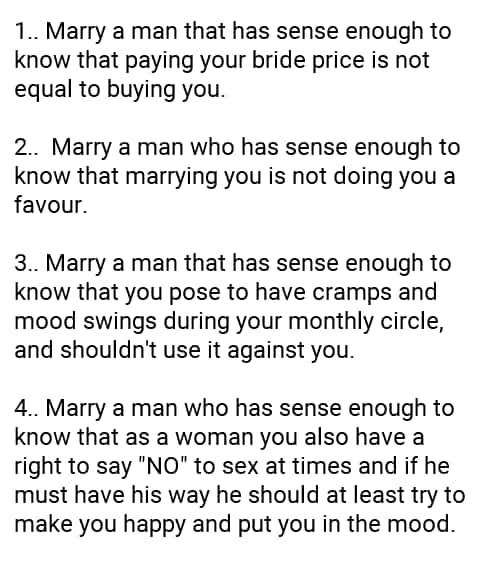 1.. Marry a man that has sense enough to
know that paying your bride price is not
equal to buying you.
2..  Marry a man who has sense enough to
know that marrying you is not doing you a
favour.
3.. Marry a man that has sense enough to
know that you pose to have cramps and
mood swings during your monthly circle,
and shouldn't use it against you.
4.. Marry a man who has sense enough to
know that as a woman you also have a
right to say "NO" to sex at times and if he
must have his way he should at least try to
make you happy and put you in the mood.